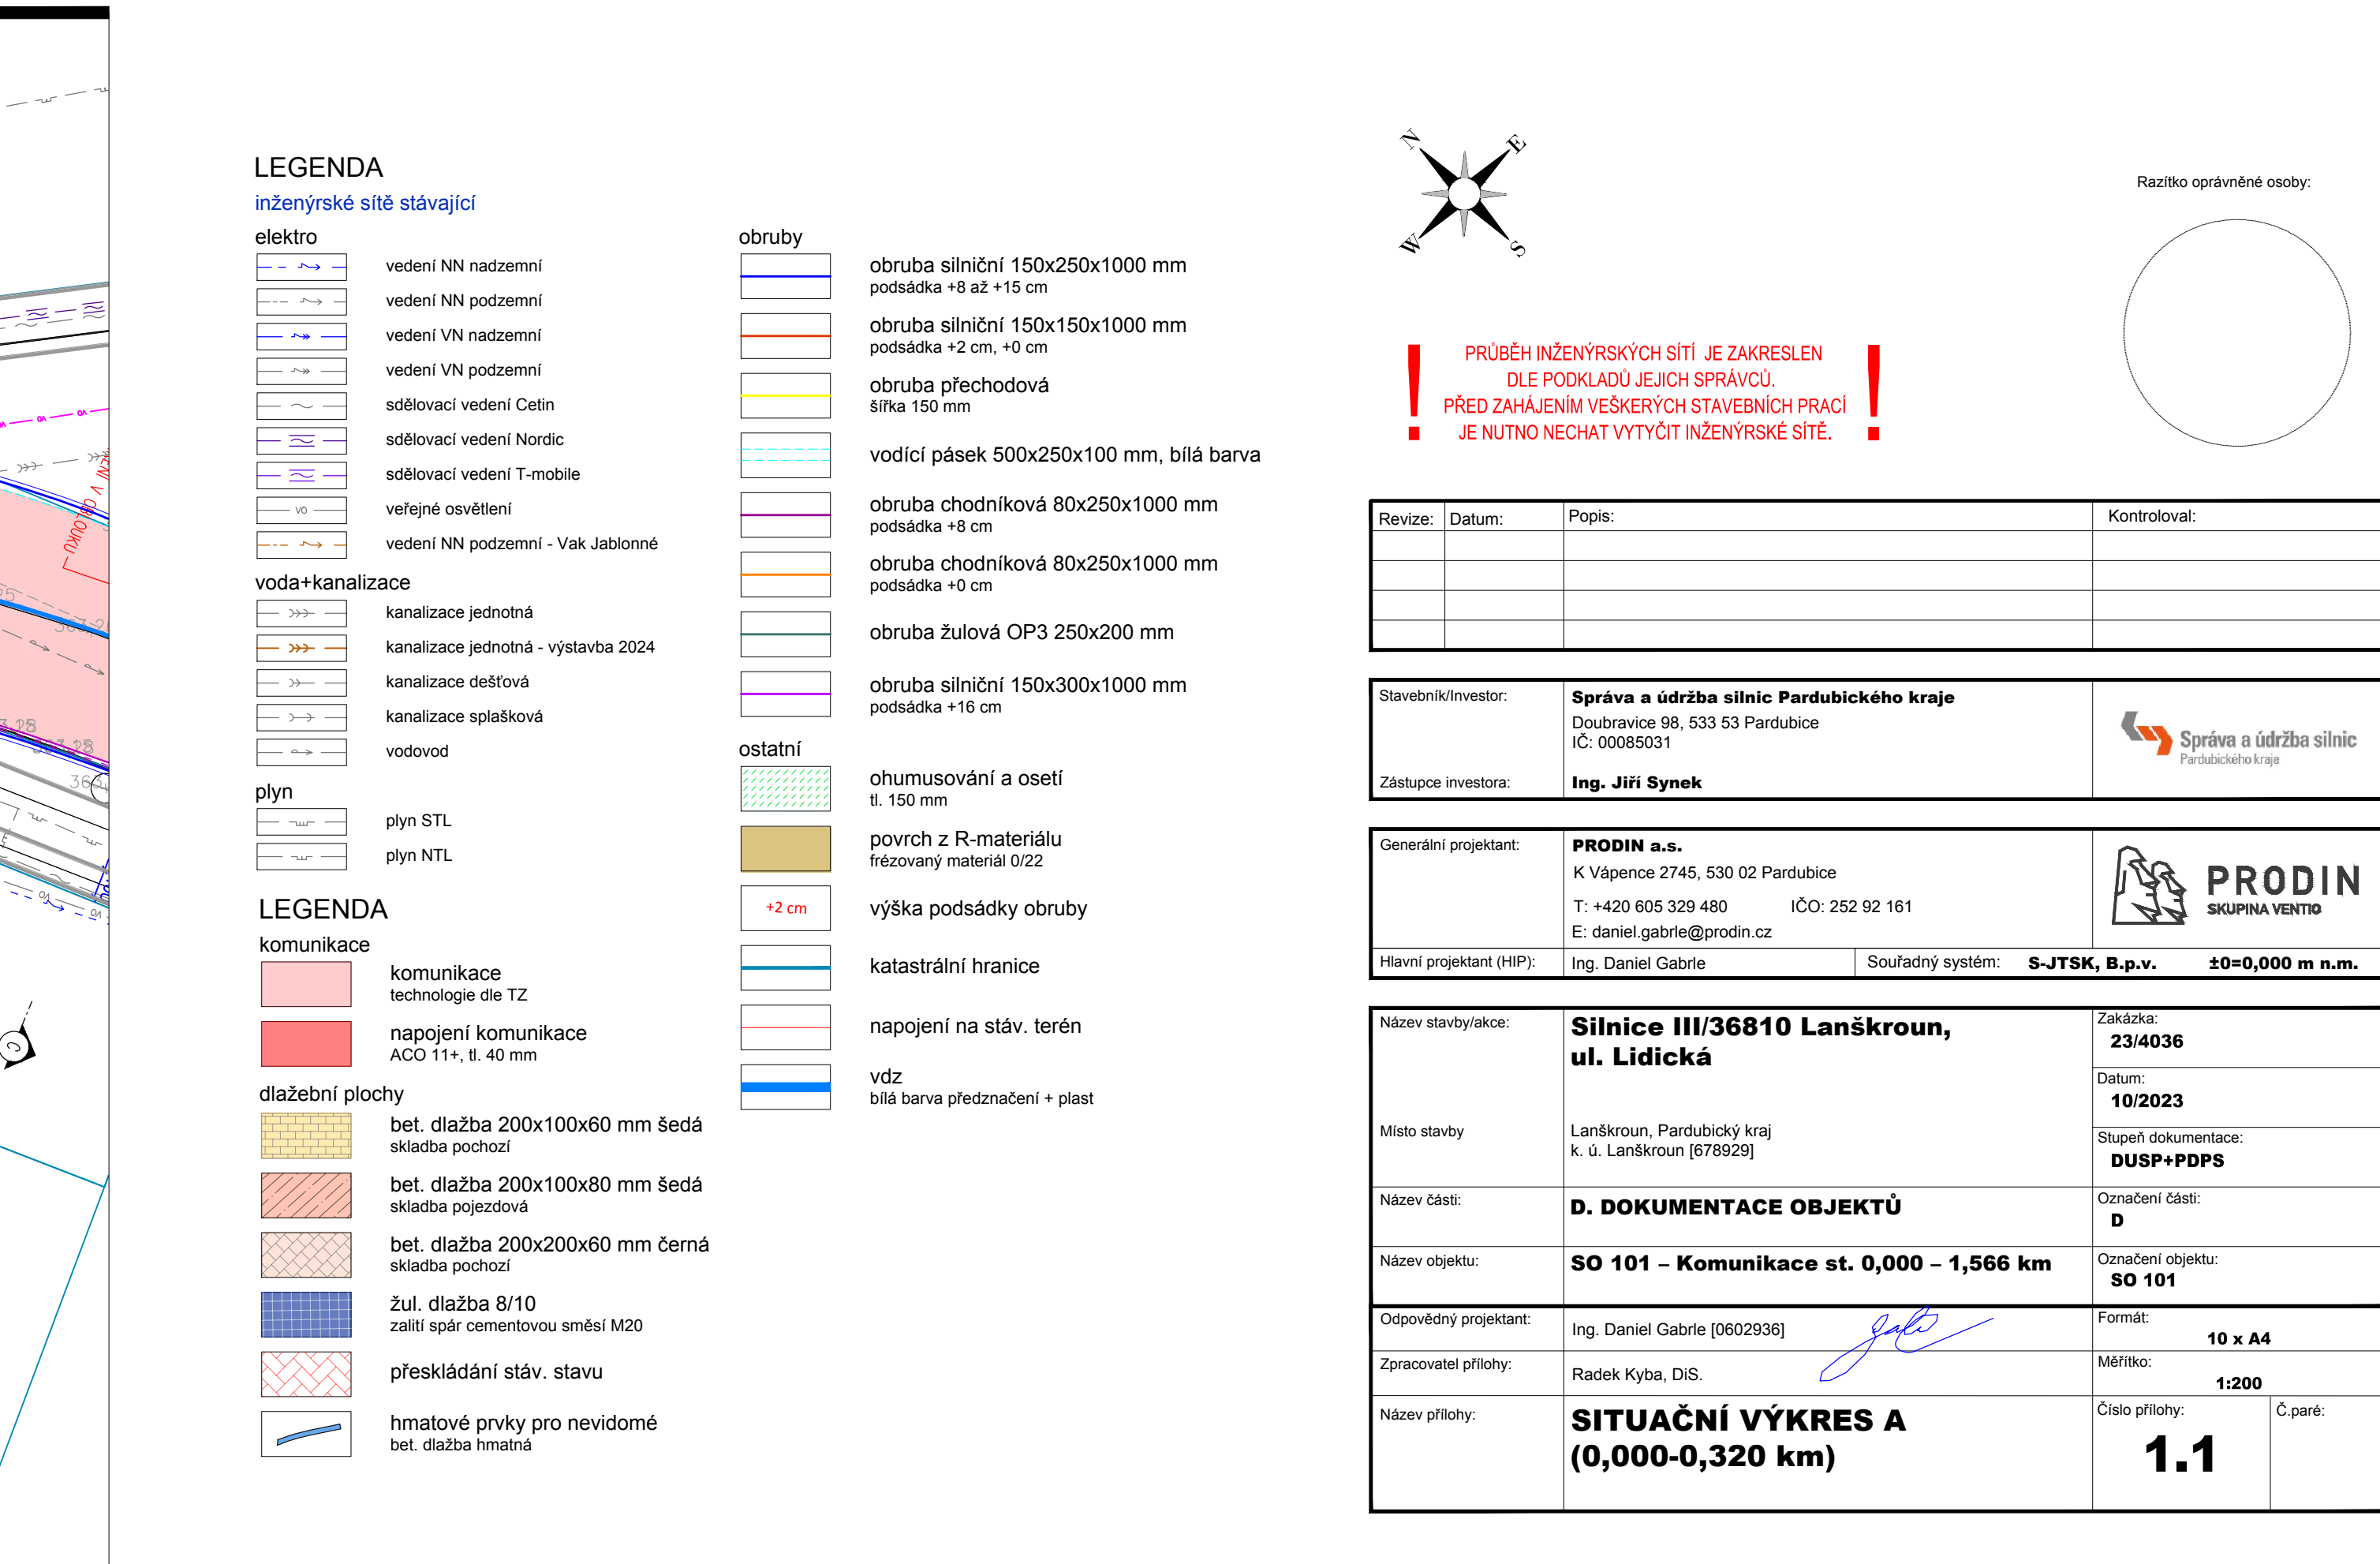 LEGENDA
inženýrské sítě stávající
elektro
vedení NN nadzemní
vedení NN podzemní
vedení VN nadzemní
vedení VN podzemní
sdělovací vedení Cetin
sdělovací vedení Nordic
sdělovací vedení T-mobile
VO
veřejné osvětlení
vedení NN podzemní - Vak Jablonné
voda+kanalizace
kanalizace jednotná
kanalizace jednotná - výstavba 2024
kanalizace dešťová
kanalizace splašková
vodovod
plyn
plyn STL
plyn NTL
LEGENDA
komunikace
komunikace
technologie dle TZ
napojení komunikace
ACO 11+, tl. 40 mm
dlažební plochy
bet. dlažba 200x100x60 mm šedá
skladba pochozí
bet. dlažba 200x100x80 mm šedá
skladba pojezdová
bet. dlažba 200x200x60 mm černá
skladba pochozí
žul. dlažba 8/10
zalití spár cementovou směsí M20
přeskládání stáv. stavu
hmatové prvky pro nevidomé
bet. dlažba hmatná
obruby
obruba silniční 150x250x1000 mm
podsádka +8 až +15 cm
obruba silniční 150x150x1000 mm
podsádka +2 cm, +0 cm
obruba přechodová
šířka 150 mm
vodící pásek 500x250x100 mm, bílá barva
obruba chodníková 80x250x1000 mm
podsádka +8 cm
obruba chodníková 80x250x1000 mm
podsádka +0 cm
obruba žulová OP3 250x200 mm
obruba silniční 150x300x1000 mm
podsádka +16 cm
ostatní
ohumusování a osetí
tl. 150 mm
povrch z R-materiálu
frézovaný materiál 0/22
+2 cm
výška podsádky obruby
katastrální hranice
napojení na stáv. terén
vdz
bílá barva předznačení + plast
N
E
W
S
! PRŮBĚH INŽENÝRSKÝCH SÍTÍ JE ZAKRESLEN !
DLE PODKLADŮ JEJICH SPRÁVCŮ.
PŘED ZAHÁJENÍM VEŠKERÝCH STAVEBNÍCH PRACÍ
JE NUTNO NECHAT VYTYČIT INŽENÝRSKÉ SÍTĚ.
Razítko oprávněné osoby:
Revize: Datum: Popis: Kontroloval:
Stavebník/Investor: Správa a údržba silnic Pardubického kraje
Doubravice 98, 533 53 Pardubice
IČ: 00085031
Zástupce investora: Ing. Jiří Synek
Správa a údržba silnic
Pardubického kraje
Generální projektant: PRODIN a.s.
K Vápence 2745, 530 02 Pardubice
T: +420 605 329 480 IČO: 252 92 161
E: daniel.gabrle@prodin.cz
PRODIN
SKUPINA VENTIO
Hlavní projektant (HIP): Ing. Daniel Gabrle Souřadný systém: S-JTSK, B.p.v. ±0=0,000 m n.m.
Název stavby/akce: Silnice III/36810 Lanškroun,
ul. Lidická
Zakázka:
23/4036
Datum:
10/2023
Místo stavby Lanškroun, Pardubický kraj
k. ú. Lanškroun [678929]
Stupeň dokumentace:
DUSP+PDPS
Název části: D. DOKUMENTACE OBJEKTŮ
Označení části:
D
Název objektu: SO 101 – Komunikace st. 0,000 – 1,566 km
Označení objektu:
SO 101
Odpovědný projektant: Ing. Daniel Gabrle [0602936]
Formát:
10 x A4
Zpracovatel přílohy: Radek Kyba, DiS.
Měřítko:
1:200
Název přílohy: SITUAČNÍ VÝKRES A
(0,000-0,320 km)
Číslo přílohy:
1.1
Č.paré:
VO
V OBLOUKU
C